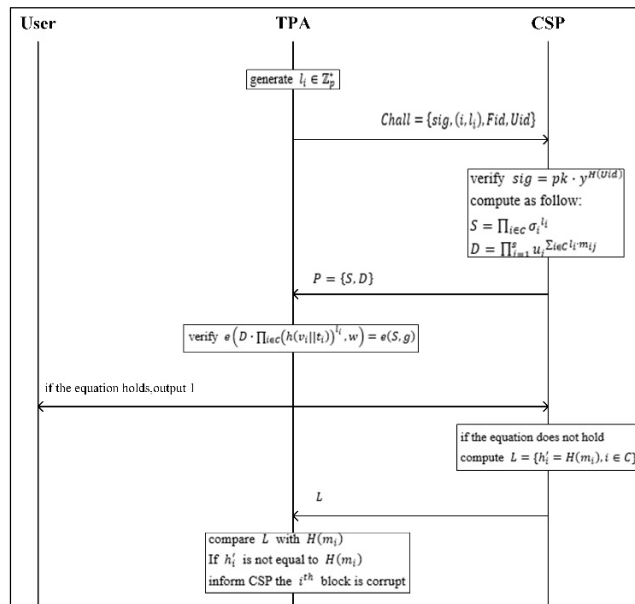 User TPA CSP
generate l_i ∈ ℤ_p^*
Chall = {sig, (i, l_i), Fid, Uid}
verify sig = pk · y^{H(Uid)}
compute as follow:
S = ∏_{i∈C} σ_i^{l_i}
D = ∏_{j=1}^{s} u_j^{Σ_{i∈C} l_i·m_{ij}}
P = {S, D}
verify e(D · ∏_{i∈C}(h(v_i||t_i))^{l_i}, w) = e(S, g)
if the equation holds,output 1
if the equation does not hold
compute L = {h_i' = H(m_i), i ∈ C}
L
compare L with H(m_i)
If h_i' is not equal to H(m_i)
inform CSP the i^{th} block is corrupt